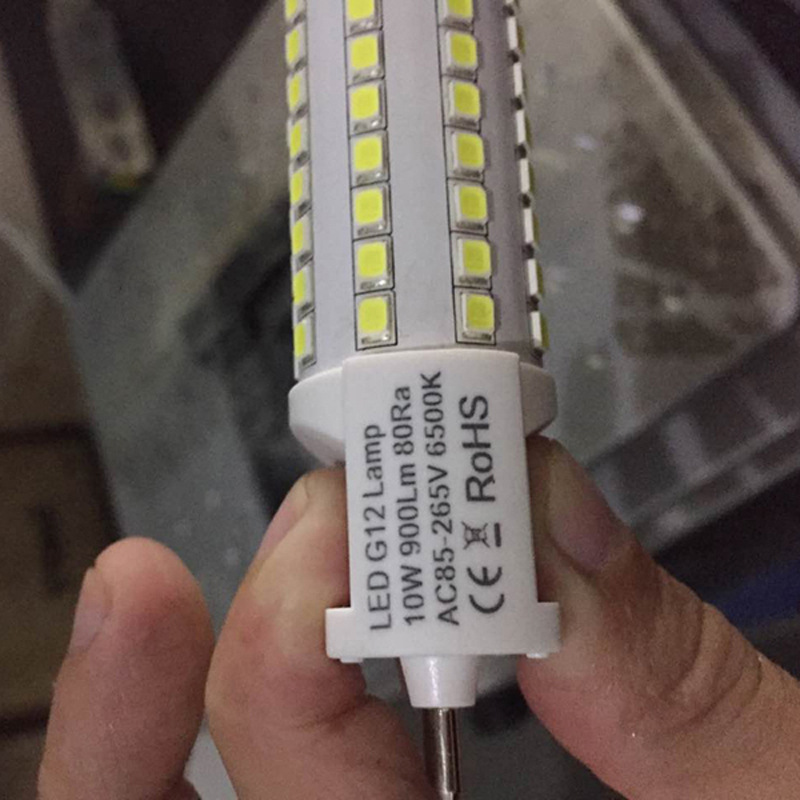 LED G12 Lamp
10W 900Lm 80Ra
AC85-265V 6500K
CE RoHS